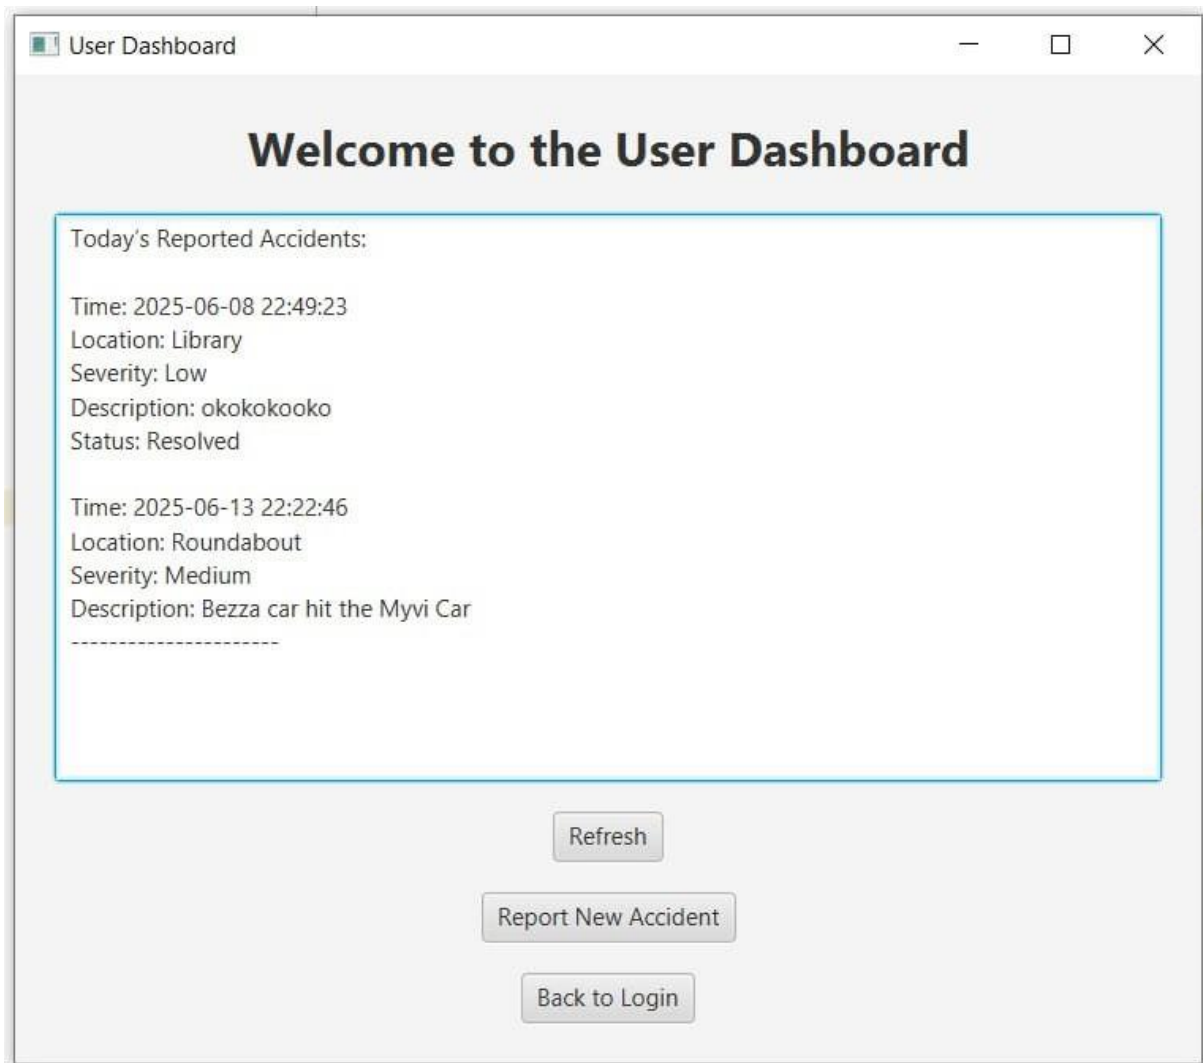 User Dashboard
Welcome to the User Dashboard
Today's Reported Accidents:
Time: 2025-06-08 22:49:23
Location: Library
Severity: Low
Description: okokokooko
Status: Resolved
Time: 2025-06-13 22:22:46
Location: Roundabout
Severity: Medium
Description: Bezza car hit the Myvi Car
----------------------
Refresh
Report New Accident
Back to Login